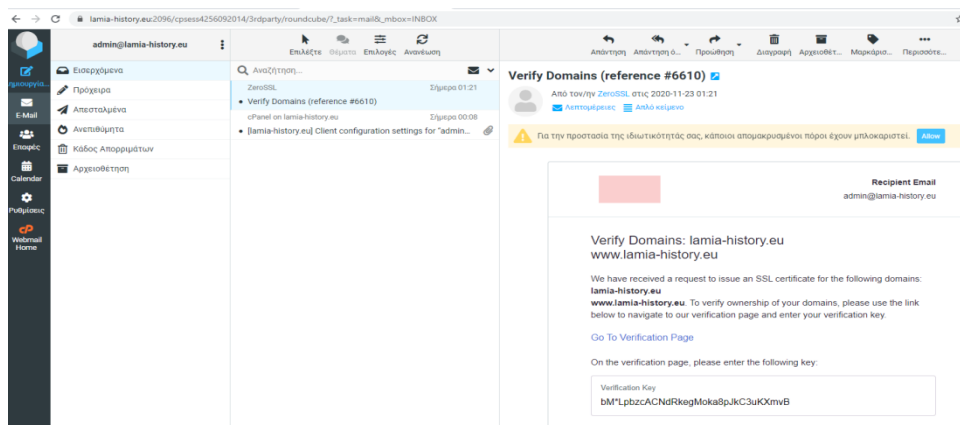 lamia-history.eu:2096/cpsess4256092014/3rdparty/roundcube/?_task=mail&_mbox=INBOX
admin@lamia-history.eu
E-Mail
Επαφές
Calendar
Ρυθμίσεις
Webmail
Home
Εισερχόμενα
Πρόχειρα
Απεσταλμένα
Ανεπιθύμητα
Κάδος Απορριμάτων
Αρχειοθέτηση
Επιλέξτε Θέματα Επιλογές Ανανέωση
Αναζήτηση...
ZeroSSL Σήμερα 01:21
Verify Domains (reference #6610)
cPanel on lamia-history.eu Σήμερα 00:08
[lamia-history.eu] Client configuration settings for "admin...
Απάντηση Απάντηση ό... Προώθηση Διαγραφή Αρχειοθέτ... Μαρκάρισ... Περισσότε...
Verify Domains (reference #6610)
Από τον/την ZeroSSL στις 2020-11-23 01:21
Λεπτομέρειες Απλό κείμενο
Για την προστασία της ιδιωτικότητάς σας, κάποιοι απομακρυσμένοι πόροι έχουν μπλοκαριστεί. Allow
Recipient Email
admin@lamia-history.eu
Verify Domains: lamia-history.eu
www.lamia-history.eu
We have received a request to issue an SSL certificate for the following domains:
lamia-history.eu
www.lamia-history.eu. To verify ownership of your domains, please use the link
below to navigate to our verification page and enter your verification key.
Go To Verification Page
On the verification page, please enter the following key:
Verification Key
bM*LpbzcACNdRkegMoka8pJkC3uKXmvB